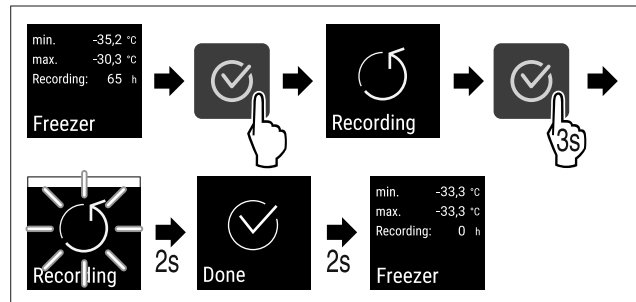 min. -35,2 °C
max. -30,3 °C
Recording: 65 h
Freezer
Recording
3s
Recording
2s
Done
2s
min. -33,3 °C
max. -33,3 °C
Recording: 0 h
Freezer